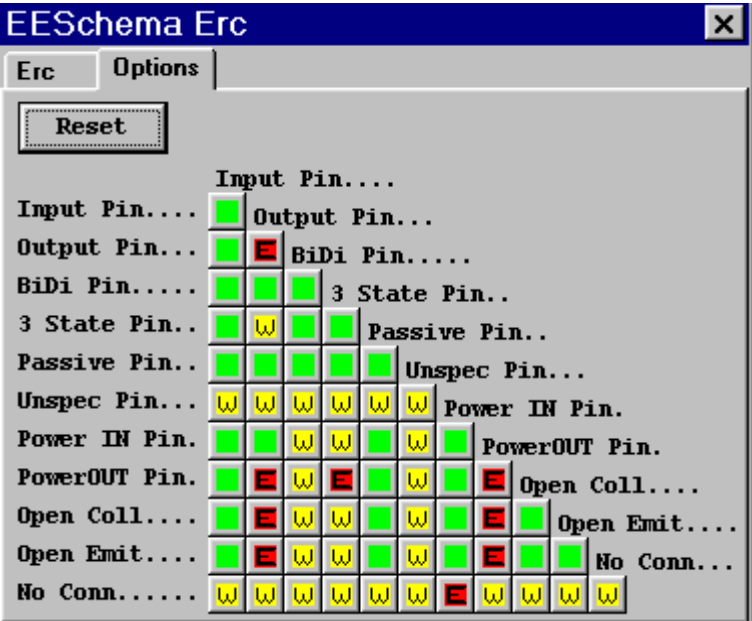 EESchema Erc
Erc Options
Reset
Input Pin....
Input Pin.... Output Pin...
Output Pin... E BiDi Pin.....
BiDi Pin..... 3 State Pin..
3 State Pin.. W Passive Pin..
Passive Pin.. Unspec Pin...
Unspec Pin... W W W W W W Power IN Pin.
Power IN Pin. W W W PowerOUT Pin.
PowerOUT Pin. E W E W E Open Coll....
Open Coll.... E W W W E Open Emit....
Open Emit.... E W W W E No Conn...
No Conn...... W W W W W W E W W W W